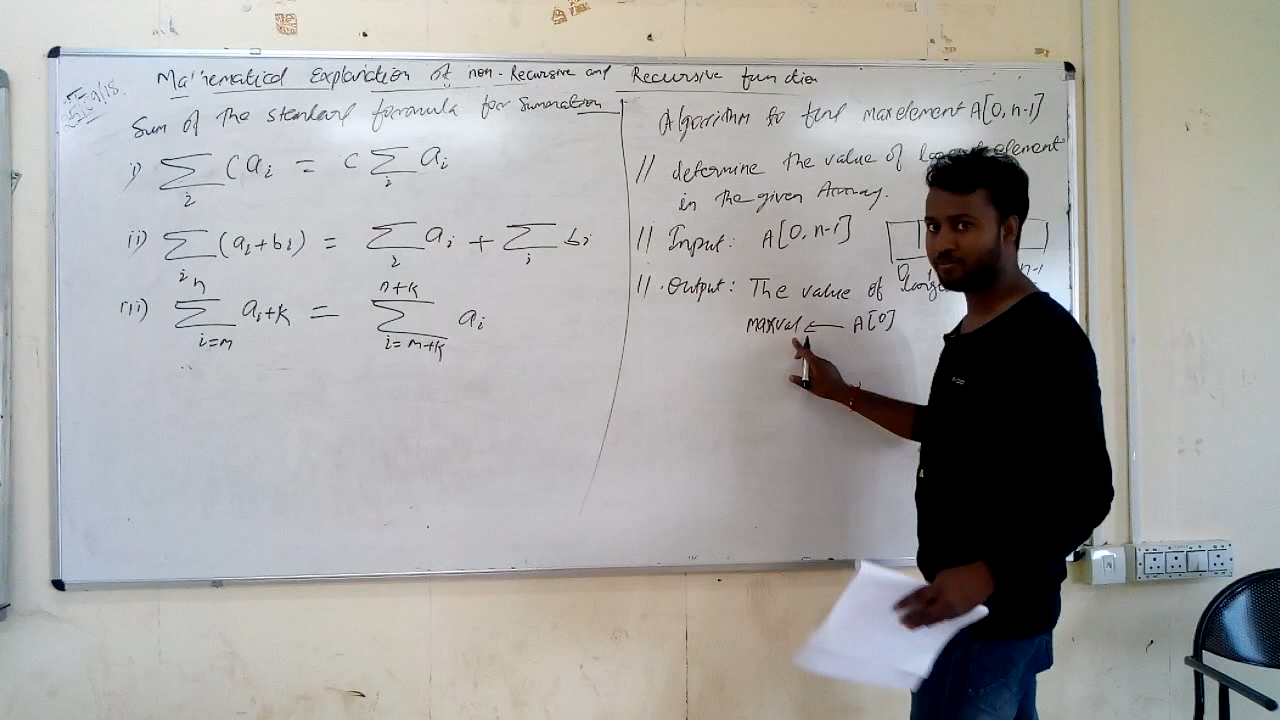 Mathematical Explanation of non-Recursive and Recursive function
Sum of the standard formula for summation
i) ∑ i C ai = C ∑ i ai
ii) ∑ i (ai + bi) = ∑ i ai + ∑ i bi
iii) n ∑ i=m ai+k = n+k ∑ i=m+k ai
Algorithm to find maxelement A[0, n-1]
// determine the value of element
in the given Array.
// Input: A[0, n-1]
0 n-1
// Output: The value of
maxval ← A[0]